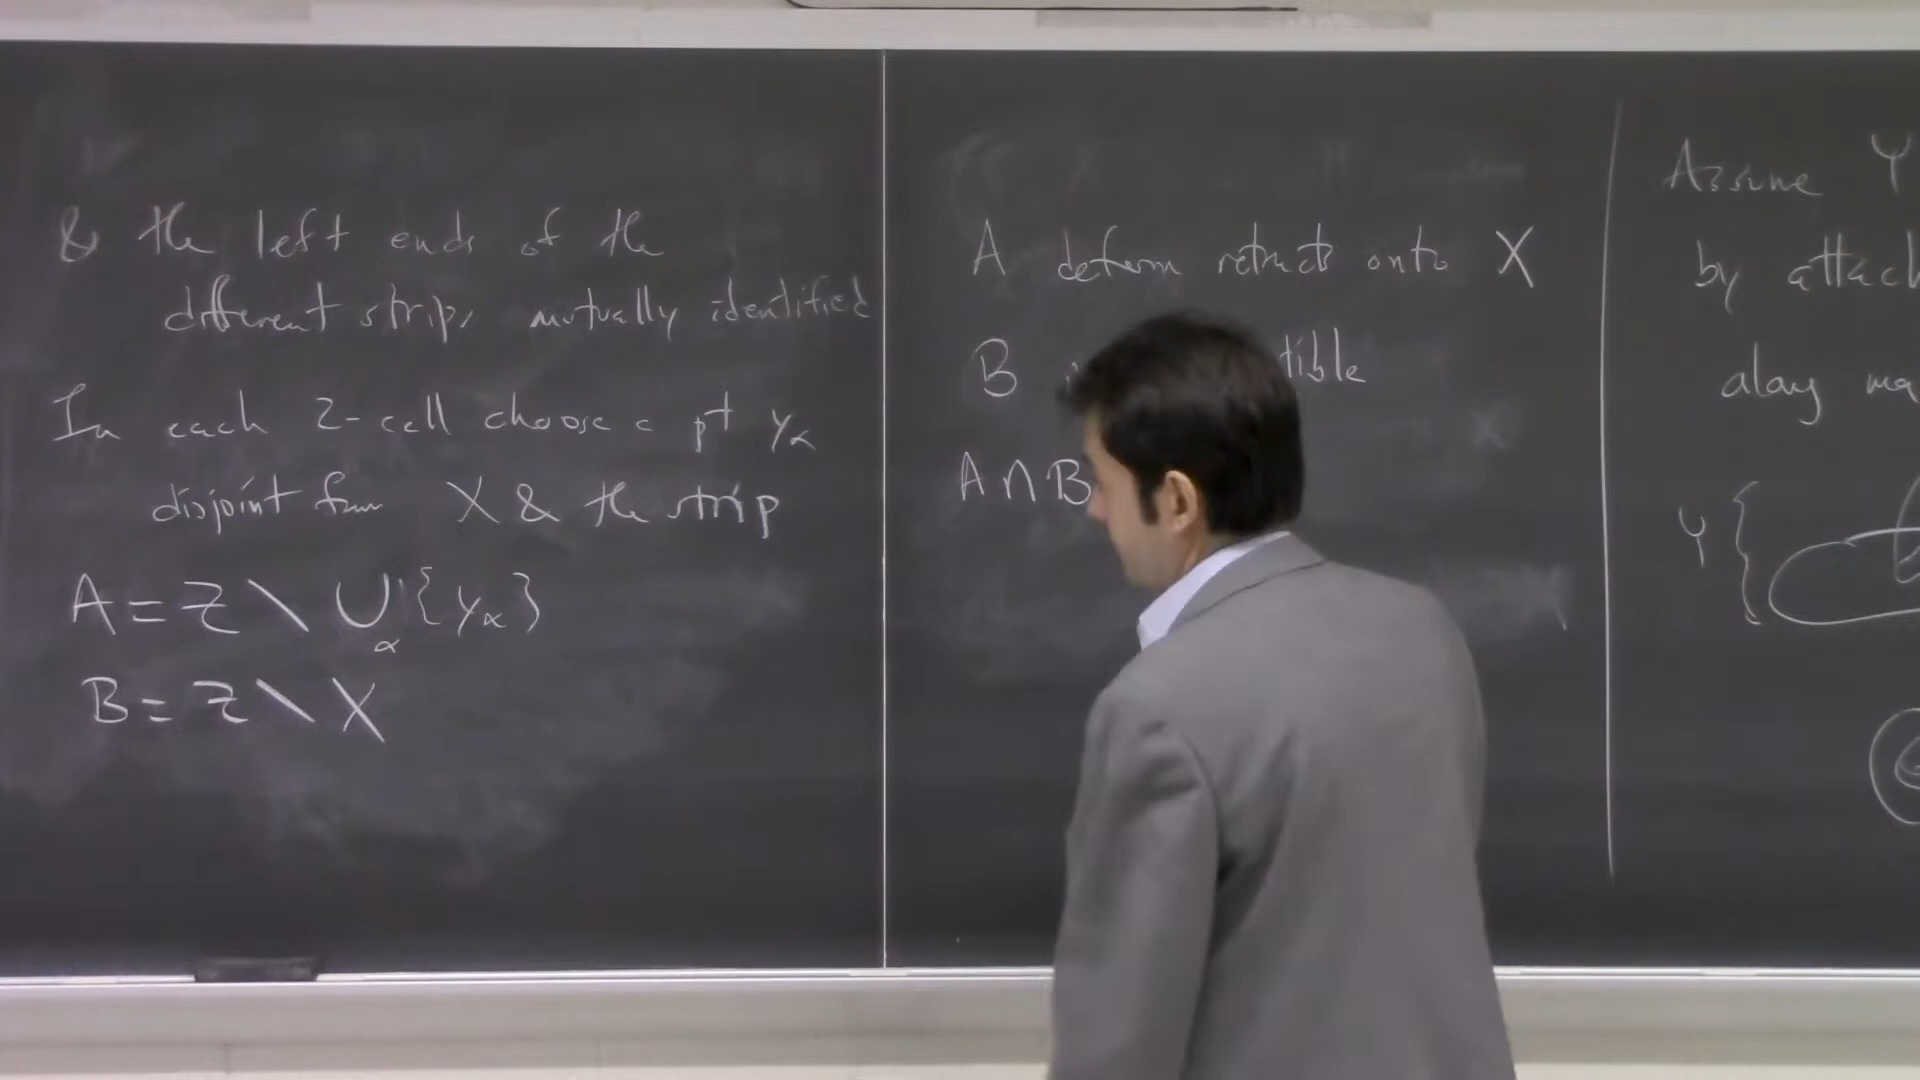 & the left ends of the
different strips mutually identified
In each 2-cell choose a pt yα
disjoint from X & the strip
A = Z \ ∪α {yα}
B = Z \ X
A deform retracts onto X
B
A ∩ B
Assume Y
by attach
along ma
Y {